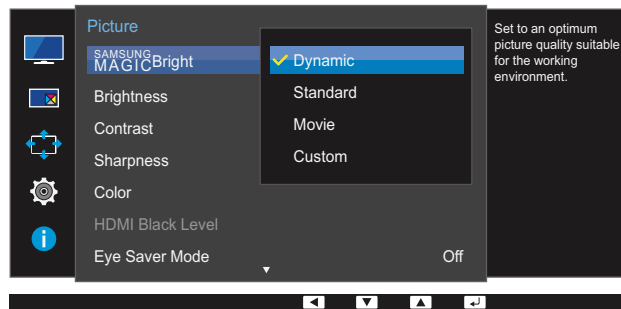 Picture
SAMSUNG
MAGICBright
Dynamic
Brightness
Standard
Contrast
Movie
Sharpness
Custom
Color
HDMI Black Level
Eye Saver Mode Off
Set to an optimum
picture quality suitable
for the working
environment.